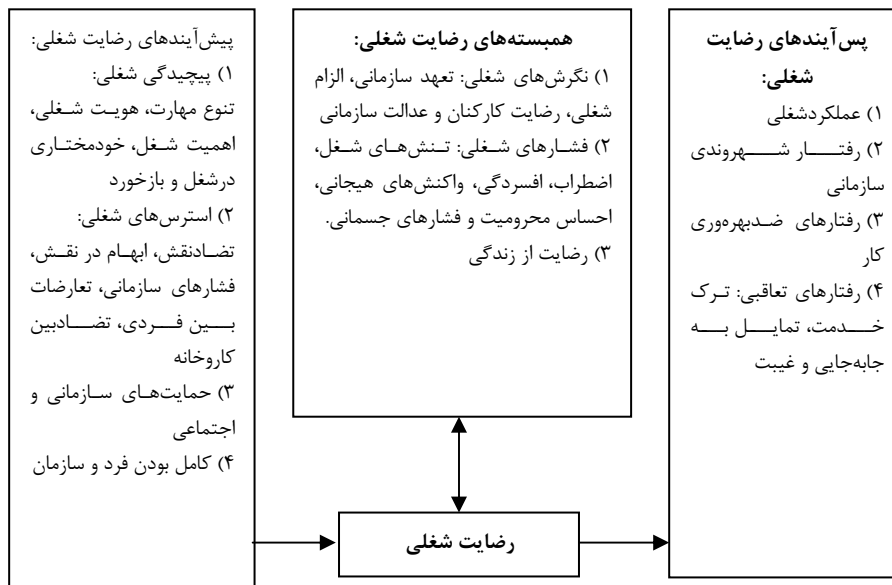 پیش‌آیندهای رضایت شغلی:
۱) پیچیدگی شغلی:
تنوع مهارت، هویت شغلی،
اهمیت شغل، خودمختاری
درشغل و بازخورد
۲) استرس‌های شغلی:
تضادنقش، ابهام در نقش،
فشارهای سازمانی، تعارضات
بین فردی، تضادبین
کاروخانه
۳) حمایت‌های سازمانی و
اجتماعی
۴) کامل بودن فرد و سازمان
همبسته‌های رضایت شغلی:
۱) نگرش‌های شغلی: تعهد سازمانی، الزام
شغلی، رضایت کارکنان و عدالت سازمانی
۲) فشارهای شغلی: تنش‌های شغل،
اضطراب، افسردگی، واکنش‌های هیجانی،
احساس محرومیت و فشارهای جسمانی.
۳) رضایت از زندگی
پس‌آیندهای رضایت
شغلی:
۱) عملکردشغلی
۲) رفتار شهروندی
سازمانی
۳) رفتارهای ضدبهره‌وری
کار
۴) رفتارهای تعاقبی: ترک
خدمت، تمایل به
جابه‌جایی و غیبت
رضایت شغلی